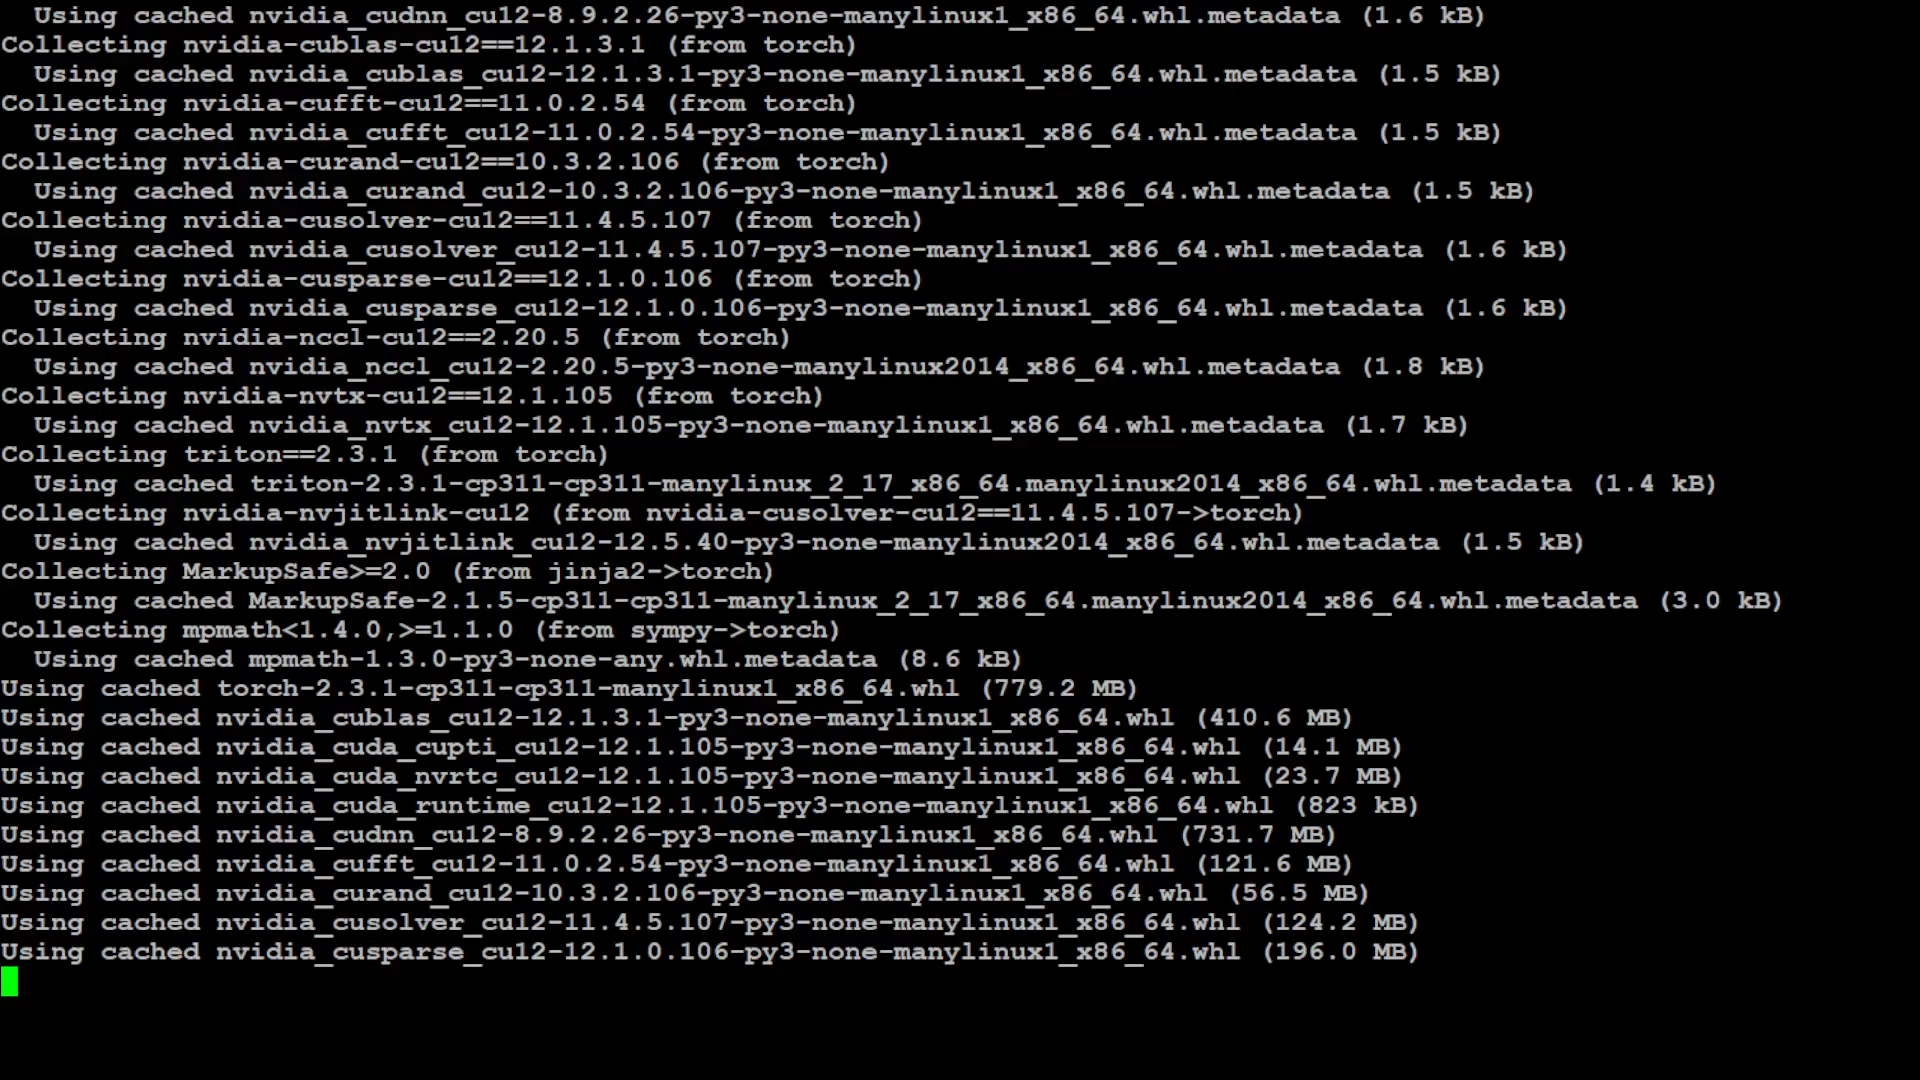 Using cached nvidia_cudnn_cu12-8.9.2.26-py3-none-manylinux1_x86_64.whl.metadata (1.6 kB)
Collecting nvidia-cublas-cu12==12.1.3.1 (from torch)
Using cached nvidia_cublas_cu12-12.1.3.1-py3-none-manylinux1_x86_64.whl.metadata (1.5 kB)
Collecting nvidia-cufft-cu12==11.0.2.54 (from torch)
Using cached nvidia_cufft_cu12-11.0.2.54-py3-none-manylinux1_x86_64.whl.metadata (1.5 kB)
Collecting nvidia-curand-cu12==10.3.2.106 (from torch)
Using cached nvidia_curand_cu12-10.3.2.106-py3-none-manylinux1_x86_64.whl.metadata (1.5 kB)
Collecting nvidia-cusolver-cu12==11.4.5.107 (from torch)
Using cached nvidia_cusolver_cu12-11.4.5.107-py3-none-manylinux1_x86_64.whl.metadata (1.6 kB)
Collecting nvidia-cusparse-cu12==12.1.0.106 (from torch)
Using cached nvidia_cusparse_cu12-12.1.0.106-py3-none-manylinux1_x86_64.whl.metadata (1.6 kB)
Collecting nvidia-nccl-cu12==2.20.5 (from torch)
Using cached nvidia_nccl_cu12-2.20.5-py3-none-manylinux2014_x86_64.whl.metadata (1.8 kB)
Collecting nvidia-nvtx-cu12==12.1.105 (from torch)
Using cached nvidia_nvtx_cu12-12.1.105-py3-none-manylinux1_x86_64.whl.metadata (1.7 kB)
Collecting triton==2.3.1 (from torch)
Using cached triton-2.3.1-cp311-cp311-manylinux_2_17_x86_64.manylinux2014_x86_64.whl.metadata (1.4 kB)
Collecting nvidia-nvjitlink-cu12 (from nvidia-cusolver-cu12==11.4.5.107->torch)
Using cached nvidia_nvjitlink_cu12-12.5.40-py3-none-manylinux2014_x86_64.whl.metadata (1.5 kB)
Collecting MarkupSafe>=2.0 (from jinja2->torch)
Using cached MarkupSafe-2.1.5-cp311-cp311-manylinux_2_17_x86_64.manylinux2014_x86_64.whl.metadata (3.0 kB)
Collecting mpmath<1.4.0,>=1.1.0 (from sympy->torch)
Using cached mpmath-1.3.0-py3-none-any.whl.metadata (8.6 kB)
Using cached torch-2.3.1-cp311-cp311-manylinux1_x86_64.whl (779.2 MB)
Using cached nvidia_cublas_cu12-12.1.3.1-py3-none-manylinux1_x86_64.whl (410.6 MB)
Using cached nvidia_cuda_cupti_cu12-12.1.105-py3-none-manylinux1_x86_64.whl (14.1 MB)
Using cached nvidia_cuda_nvrtc_cu12-12.1.105-py3-none-manylinux1_x86_64.whl (23.7 MB)
Using cached nvidia_cuda_runtime_cu12-12.1.105-py3-none-manylinux1_x86_64.whl (823 kB)
Using cached nvidia_cudnn_cu12-8.9.2.26-py3-none-manylinux1_x86_64.whl (731.7 MB)
Using cached nvidia_cufft_cu12-11.0.2.54-py3-none-manylinux1_x86_64.whl (121.6 MB)
Using cached nvidia_curand_cu12-10.3.2.106-py3-none-manylinux1_x86_64.whl (56.5 MB)
Using cached nvidia_cusolver_cu12-11.4.5.107-py3-none-manylinux1_x86_64.whl (124.2 MB)
Using cached nvidia_cusparse_cu12-12.1.0.106-py3-none-manylinux1_x86_64.whl (196.0 MB)